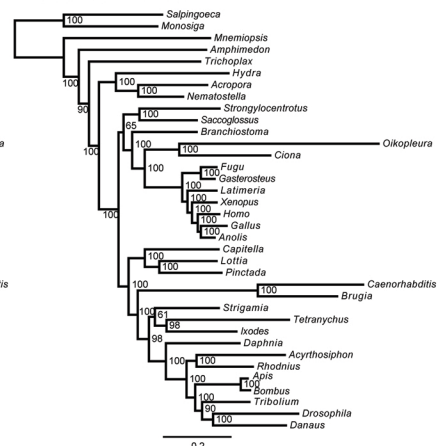 Salpingoeca
100
Monosiga
Mnemiopsis
Amphimedon
100
Trichoplax
90
Hydra
100
Acropora
100
Nematostella
100
Strongylocentrotus
100
Saccoglossus
65
Branchiostoma
100
Oikopleura
100
Ciona
100
Fugu
100
Gasterosteus
100
Latimeria
100
Xenopus
100
Homo
100
Gallus
100
Anolis
100
Capitella
100
Lottia
100
Pinctada
100
Caenorhabditis
100
Brugia
Strigamia
100
61
Tetranychus
98
Ixodes
98
Daphnia
100
Acyrthosiphon
100
Rhodnius
100
Apis
100
Bombus
100
Tribolium
90
Drosophila
100
Danaus
0.2
a
tis